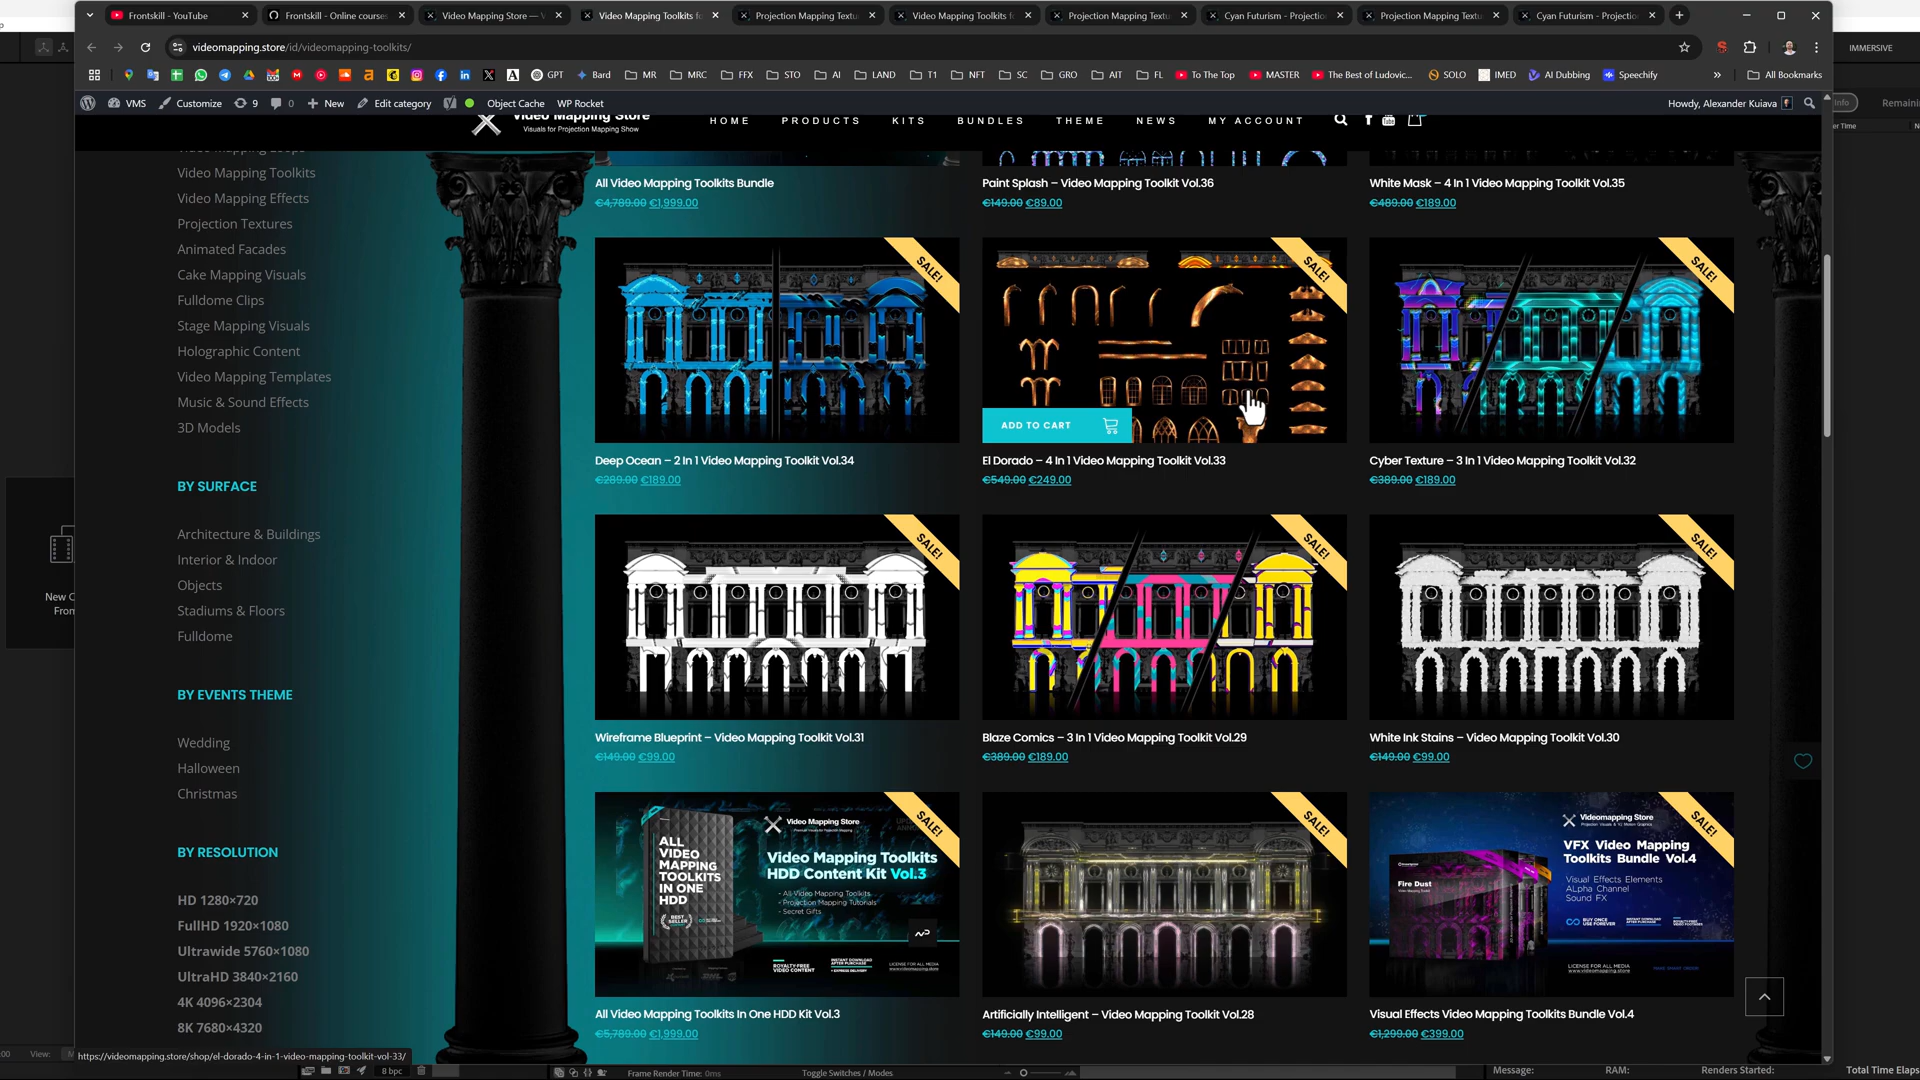 Frontskill - YouTube
Frontskill - Online courses
Video Mapping Store — V
Video Mapping Toolkits fo
Projection Mapping Textu
Video Mapping Toolkits fo
Projection Mapping Textu
Cyan Futurism - Projectio
Projection Mapping Textu
Cyan Futurism - Projectio
videomapping.store/id/videomapping-toolkits/
GPT
Bard
MR
MRC
FFX
STO
AI
LAND
T1
NFT
SC
GRO
AIT
FL
To The Top
MASTER
The Best of Ludovic...
SOLO
IMED
AI Dubbing
Speechify
All Bookmarks
VMS
Customize
9
0
New
Edit category
Object Cache
WP Rocket
Howdy, Alexander Kuiava
IMMERSIVE
Info
Remaini
er Time
Video Mapping Store
Visuals for Projection Mapping Show
HOME
PRODUCTS
KITS
BUNDLES
THEME
NEWS
MY ACCOUNT
Video Mapping Loops
Video Mapping Toolkits
Video Mapping Effects
Projection Textures
Animated Facades
Cake Mapping Visuals
Fulldome Clips
Stage Mapping Visuals
Holographic Content
Video Mapping Templates
Music & Sound Effects
3D Models
BY SURFACE
Architecture & Buildings
Interior & Indoor
Objects
Stadiums & Floors
Fulldome
BY EVENTS THEME
Wedding
Halloween
Christmas
BY RESOLUTION
HD 1280×720
FullHD 1920×1080
Ultrawide 5760×1080
UltraHD 3840×2160
4K 4096×2304
8K 7680×4320
All Video Mapping Toolkits Bundle
€4,789.00 €1,999.00
Paint Splash – Video Mapping Toolkit Vol.36
€149.00 €89.00
White Mask – 4 In 1 Video Mapping Toolkit Vol.35
€489.00 €189.00
SALE!
SALE!
ADD TO CART
SALE!
Deep Ocean – 2 In 1 Video Mapping Toolkit Vol.34
€289.00 €189.00
El Dorado – 4 In 1 Video Mapping Toolkit Vol.33
€549.00 €249.00
Cyber Texture – 3 In 1 Video Mapping Toolkit Vol.32
€389.00 €189.00
SALE!
SALE!
SALE!
Wireframe Blueprint – Video Mapping Toolkit Vol.31
€149.00 €99.00
Blaze Comics – 3 In 1 Video Mapping Toolkit Vol.29
€389.00 €189.00
White Ink Stains – Video Mapping Toolkit Vol.30
€149.00 €99.00
SALE!
ALL
VIDEO
MAPPING
TOOLKITS
IN ONE
HDD
BEST
SELLER
Video Mapping Store
Video Mapping Toolkits
HDD Content Kit Vol.3
- All Video Mapping Toolkits
- Projection Mapping Tutorials
- Secret Gifts
ROYALTY-FREE
VIDEO CONTENT
INSTANT DOWNLOAD
AFTER PURCHASE
+ EXPRESS DELIVERY
LICENSE FOR ALL MEDIA
www.videomapping.store
SALE!
SALE!
Videomapping.Store
VFX Video Mapping
Toolkits Bundle Vol.4
Visual Effects Elements
ALpha Channel
Sound FX
Fire Dust
BUY ONCE
USE FOREVER
INSTANT DOWNLOAD
AFTER PURCHASE
LICENSE FOR ALL MEDIA
www.videomapping.store
All Video Mapping Toolkits In One HDD Kit Vol.3
€5,789.00 €1,999.00
Artificially Intelligent – Video Mapping Toolkit Vol.28
€149.00 €99.00
Visual Effects Video Mapping Toolkits Bundle Vol.4
€1,299.00 €399.00
New C
From
https://videomapping.store/shop/el-dorado-4-in-1-video-mapping-toolkit-vol-33/
View:
8 bpc
Frame Render Time: 0ms
Toggle Switches / Modes
Message:
RAM:
Renders Started:
Total Time Elaps